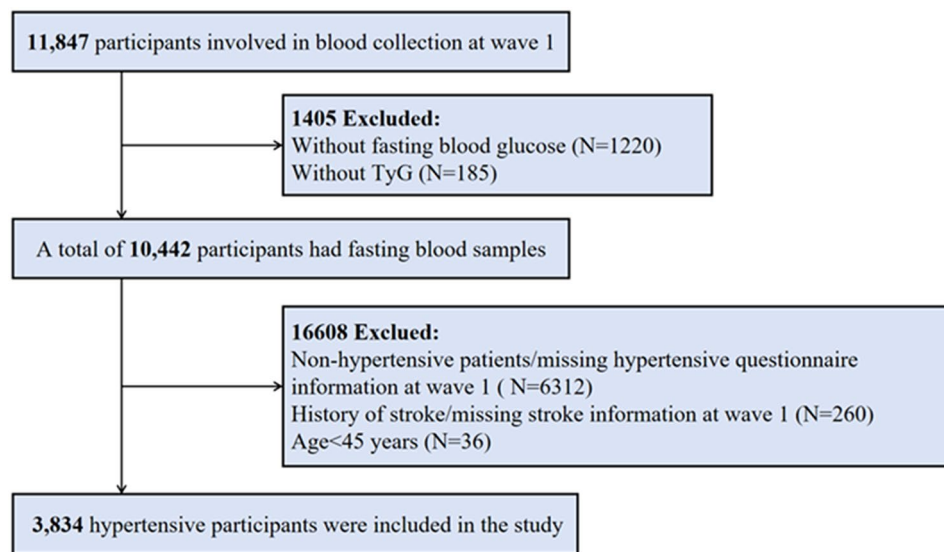 11,847 participants involved in blood collection at wave 1
1405 Excluded:
Without fasting blood glucose (N=1220)
Without TyG (N=185)
A total of 10,442 participants had fasting blood samples
16608 Exclued:
Non-hypertensive patients/missing hypertensive questionnaire
information at wave 1 ( N=6312)
History of stroke/missing stroke information at wave 1 (N=260)
Age<45 years (N=36)
3,834 hypertensive participants were included in the study